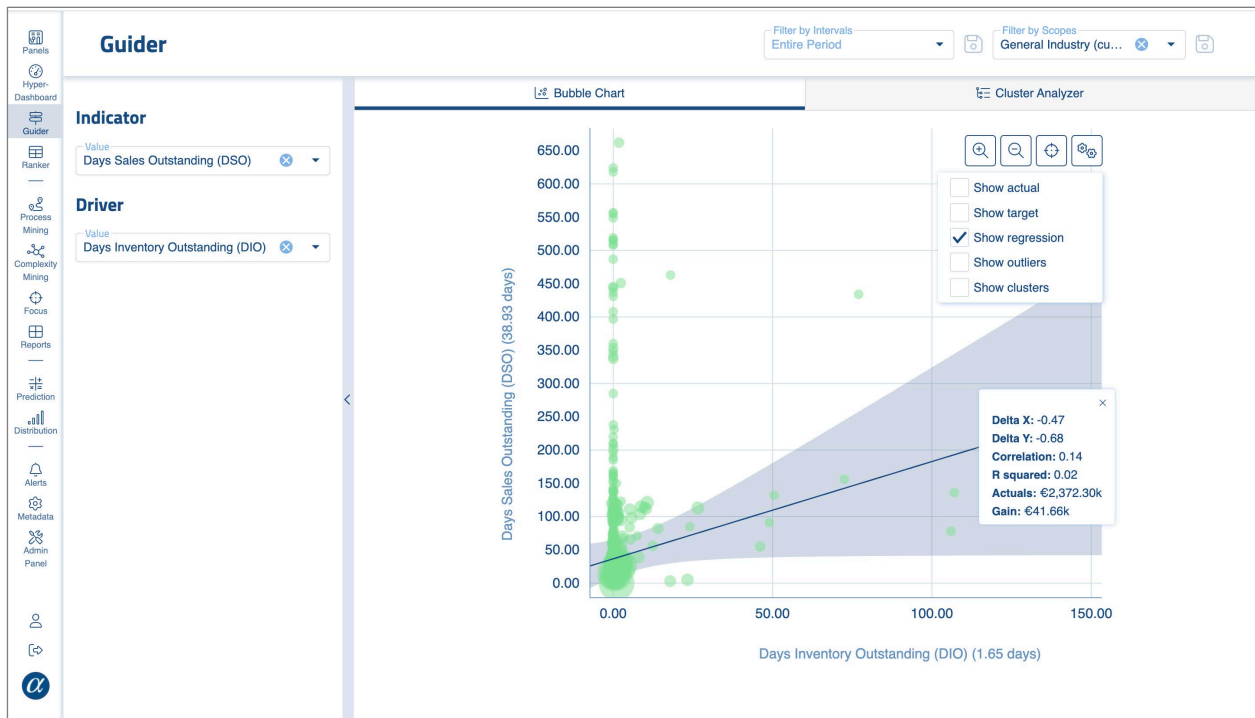 Guider
Filter by Intervals
Entire Period
Filter by Scopes
General Industry (cu...
Panels
Hyper-
Dashboard
Guider
Ranker
Process
Mining
Complexity
Mining
Focus
Reports
Prediction
Distribution
Alerts
Metadata
Admin
Panel
α
Indicator
Value
Days Sales Outstanding (DSO)
Driver
Value
Days Inventory Outstanding (DIO)
Bubble Chart
Cluster Analyzer
Show actual
Show target
Show regression
Show outliers
Show clusters
650.00
600.00
550.00
500.00
450.00
400.00
350.00
300.00
250.00
200.00
150.00
100.00
50.00
0.00
Days Sales Outstanding (DSO) (38.93 days)
Delta X: -0.47
Delta Y: -0.68
Correlation: 0.14
R squared: 0.02
Actuals: €2,372.30k
Gain: €41.66k
0.00
50.00
100.00
150.00
Days Inventory Outstanding (DIO) (1.65 days)